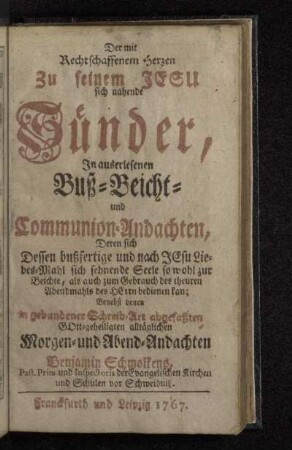 Der mit
Rechtschaffenem Herzen
Zu seinem JESU
sich nahende
Sünder,
In auserlesenen
Buß-Beicht-
und
Communion-Andachten,
Deren sich
Dessen bußfertige und nach JEsu Lie-
bes-Mahl sich sehnende Seele so wohl zur
Beichte, als auch zum Gebrauch des theuren
Abendmahls des HErrn bedienen kan;
Benebst denen
in gebundener Schreib-Art abgefaßten
GOtt-geheiligten alltäglichen
Morgen-und Abend-Andachten
Benjamin Schmolkens,
Past. Prim und Inspectoris der Evangelischen Kirchen
und Schulen vor Schweidnitz.
Franckfurth und Leipzig 1767.